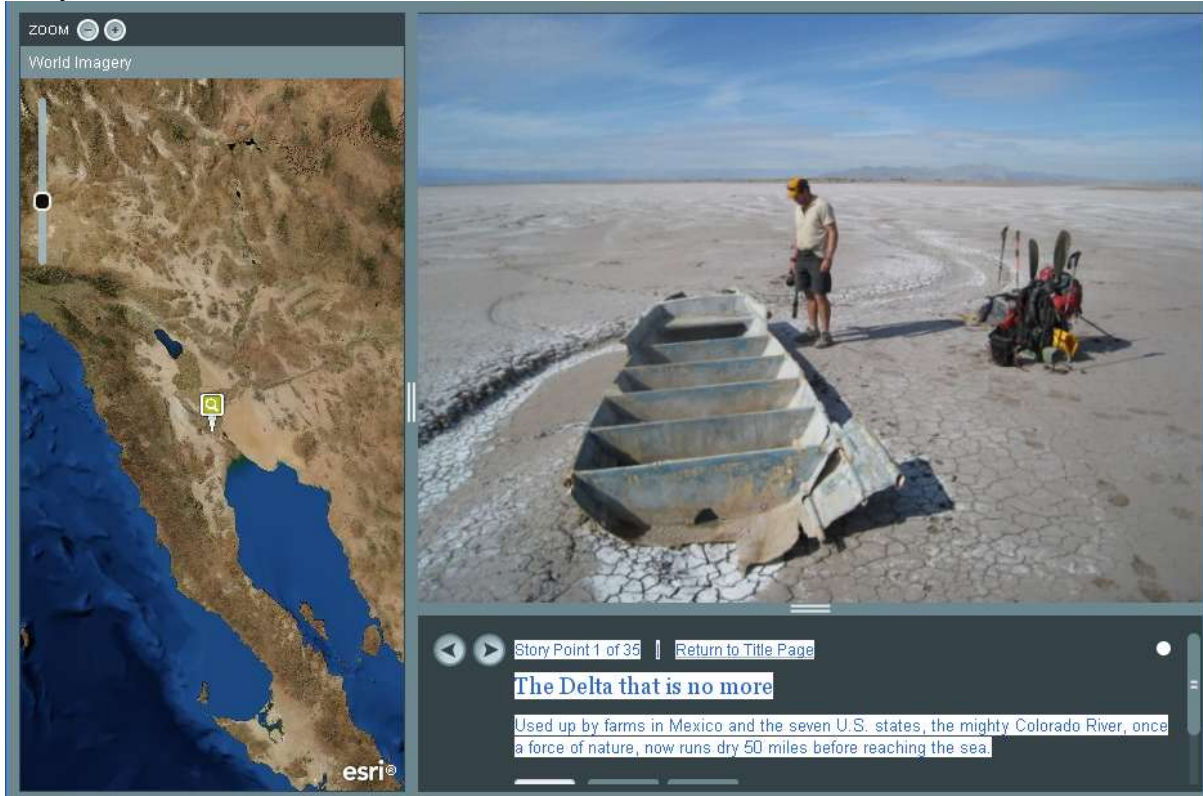 ZOOM
World Imagery
esri®
Story Point 1 of 35 | Return to Title Page
The Delta that is no more
Used up by farms in Mexico and the seven U.S. states, the mighty Colorado River, once
a force of nature, now runs dry 50 miles before reaching the sea.